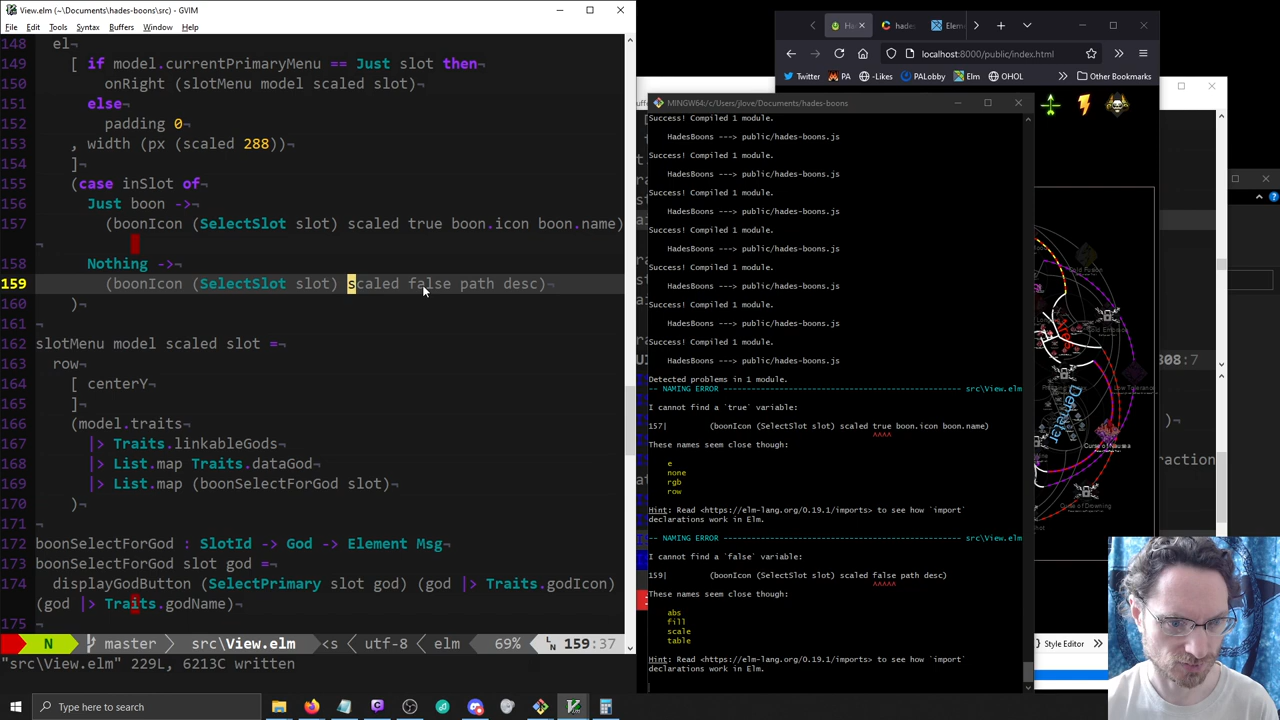 View.elm (~\Documents\hades-boons\src) - GVIM
File Edit Tools Syntax Buffers Window Help
148 el
149 [ if model.currentPrimaryMenu == Just slot then¬
150 onRight (slotMenu model scaled slot)¬
151 else¬
152 padding 0¬
153 , width (px (scaled 288))¬
154 ]¬
155 (case inSlot of¬
156 Just boon ->¬
157 (boonIcon (SelectSlot slot) scaled true boon.icon boon.name)
¬
158 Nothing ->¬
159 (boonIcon (SelectSlot slot) scaled false path desc)¬
160 )¬
161 ¬
162 slotMenu model scaled slot =¬
163 row¬
164 [ centerY¬
165 ]¬
166 (model.traits¬
167 |> Traits.linkableGods¬
168 |> List.map Traits.dataGod¬
169 |> List.map (boonSelectForGod slot)¬
170 )¬
171 ¬
172 boonSelectForGod : SlotId -> God -> Element Msg¬
173 boonSelectForGod slot god =¬
174 displayGodButton (SelectPrimary slot god) (god |> Traits.godIcon)
(god |> Traits.godName)¬
175 ¬
N master src\View.elm <s utf-8 elm 69% LN 159:37
"src\View.elm" 229L, 6213C written
MINGW64:/c/Users/jlove/Documents/hades-boons
Success! Compiled 1 module.
HadesBoons ---> public/hades-boons.js
Success! Compiled 1 module.
HadesBoons ---> public/hades-boons.js
Success! Compiled 1 module.
HadesBoons ---> public/hades-boons.js
Success! Compiled 1 module.
HadesBoons ---> public/hades-boons.js
Success! Compiled 1 module.
HadesBoons ---> public/hades-boons.js
Success! Compiled 1 module.
HadesBoons ---> public/hades-boons.js
Success! Compiled 1 module.
HadesBoons ---> public/hades-boons.js
Detected problems in 1 module.
-- NAMING ERROR ---------------------------------------------------- src\View.elm
I cannot find a `true` variable:
157| (boonIcon (SelectSlot slot) scaled true boon.icon boon.name)
^^^^
These names seem close though:
e
none
rgb
row
Hint: Read <https://elm-lang.org/0.19.1/imports> to see how `import`
declarations work in Elm.
-- NAMING ERROR ---------------------------------------------------- src\View.elm
I cannot find a `false` variable:
159| (boonIcon (SelectSlot slot) scaled false path desc)
^^^^^
These names seem close though:
abs
fill
scale
table
Hint: Read <https://elm-lang.org/0.19.1/imports> to see how `import`
declarations work in Elm.
hades
Elem
localhost:8000/public/index.html
Twitter PA -Likes PALobby Elm OHOL Other Bookmarks
308:7
raction
Style Editor
Type here to search